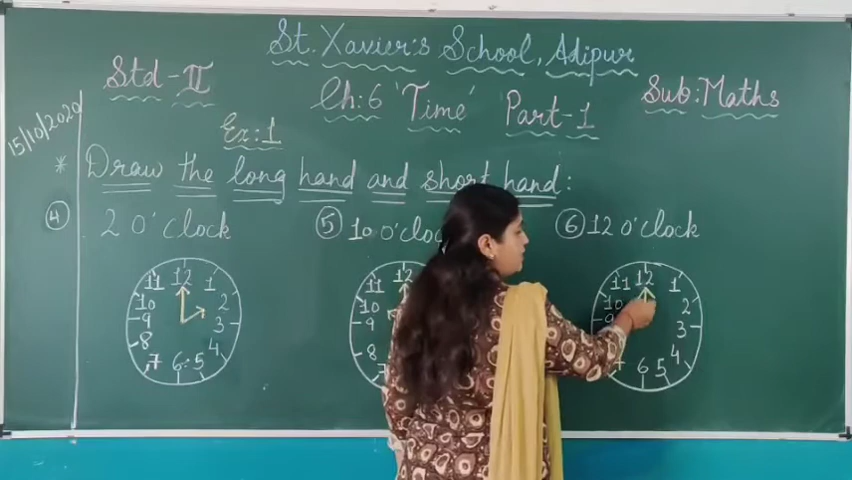 St. Xavier's School, Adipur
Std-II
Ch:6 'Time' Part-1
Sub: Maths
15/10/2020
Ex:1
* Draw the long hand and short hand:
4 2 o'clock
5 10 o'clo
6 12 o'clock
12 1 2 3 4 5 6 7 8 9 10 11
12 11 10 9 8 7
12 1 2 3 4 5 6 9 10 11